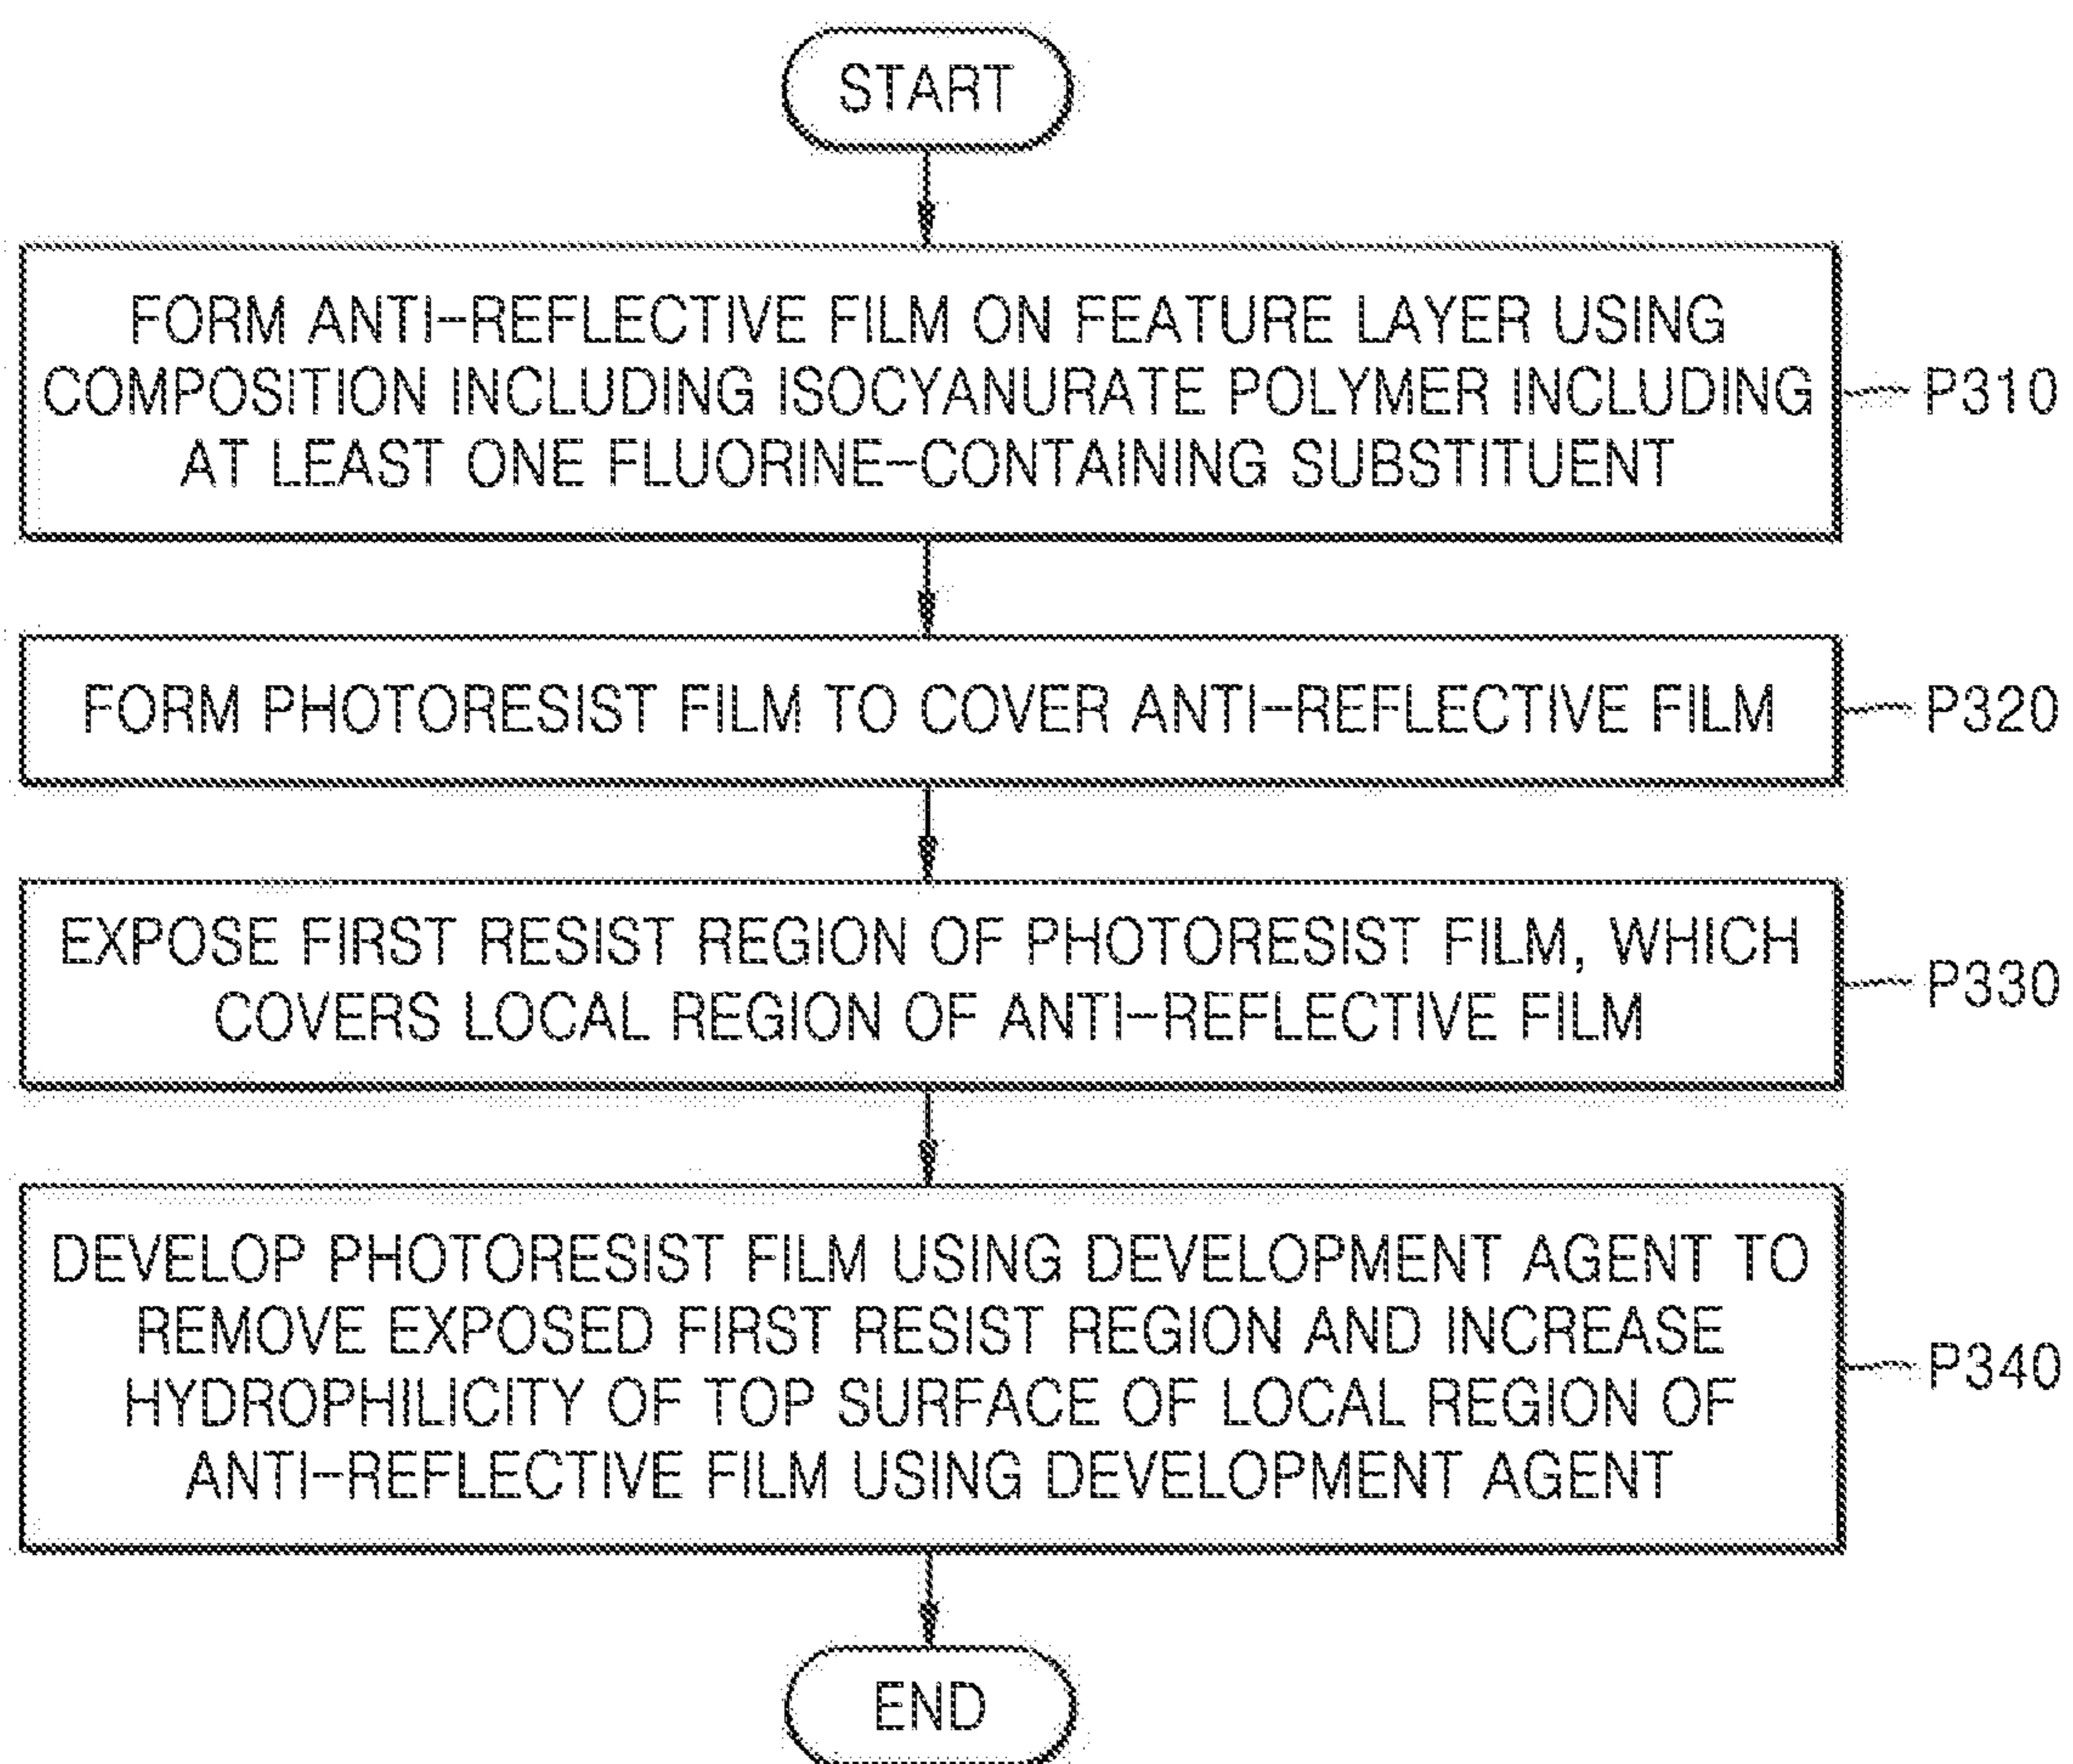 START
FORM ANTI-REFLECTIVE FILM ON FEATURE LAYER USING
COMPOSITION INCLUDING ISOCYANURATE POLYMER INCLUDING
AT LEAST ONE FLUORINE-CONTAINING SUBSTITUENT
P310
FORM PHOTORESIST FILM TO COVER ANTI-REFLECTIVE FILM
P320
EXPOSE FIRST RESIST REGION OF PHOTORESIST FILM, WHICH
COVERS LOCAL REGION OF ANTI-REFLECTIVE FILM
P330
DEVELOP PHOTORESIST FILM USING DEVELOPMENT AGENT TO
REMOVE EXPOSED FIRST RESIST REGION AND INCREASE
HYDROPHILICITY OF TOP SURFACE OF LOCAL REGION OF
ANTI-REFLECTIVE FILM USING DEVELOPMENT AGENT
P340
END